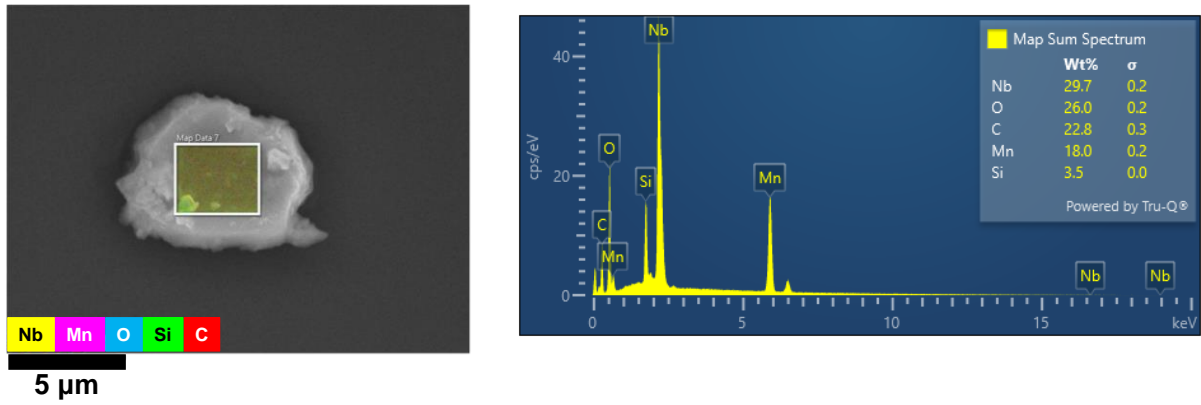 Map Data 7
Nb Mn O Si C
5 µm
Map Sum Spectrum
Wt% σ
Nb 29.7 0.2
O 26.0 0.2
C 22.8 0.3
Mn 18.0 0.2
Si 3.5 0.0
Powered by Tru-Q®
cps/eV
40
20
0
Nb
O
Si
Mn
C
Mn
Nb
Nb
0 5 10 15 keV